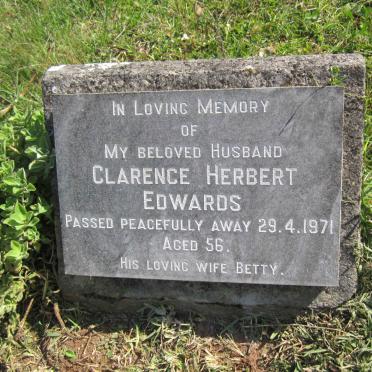 In Loving Memory
of
My beloved Husband
Clarence Herbert
Edwards
Passed peacefully away 29.4.1971
Aged 56.
His loving wife Betty.